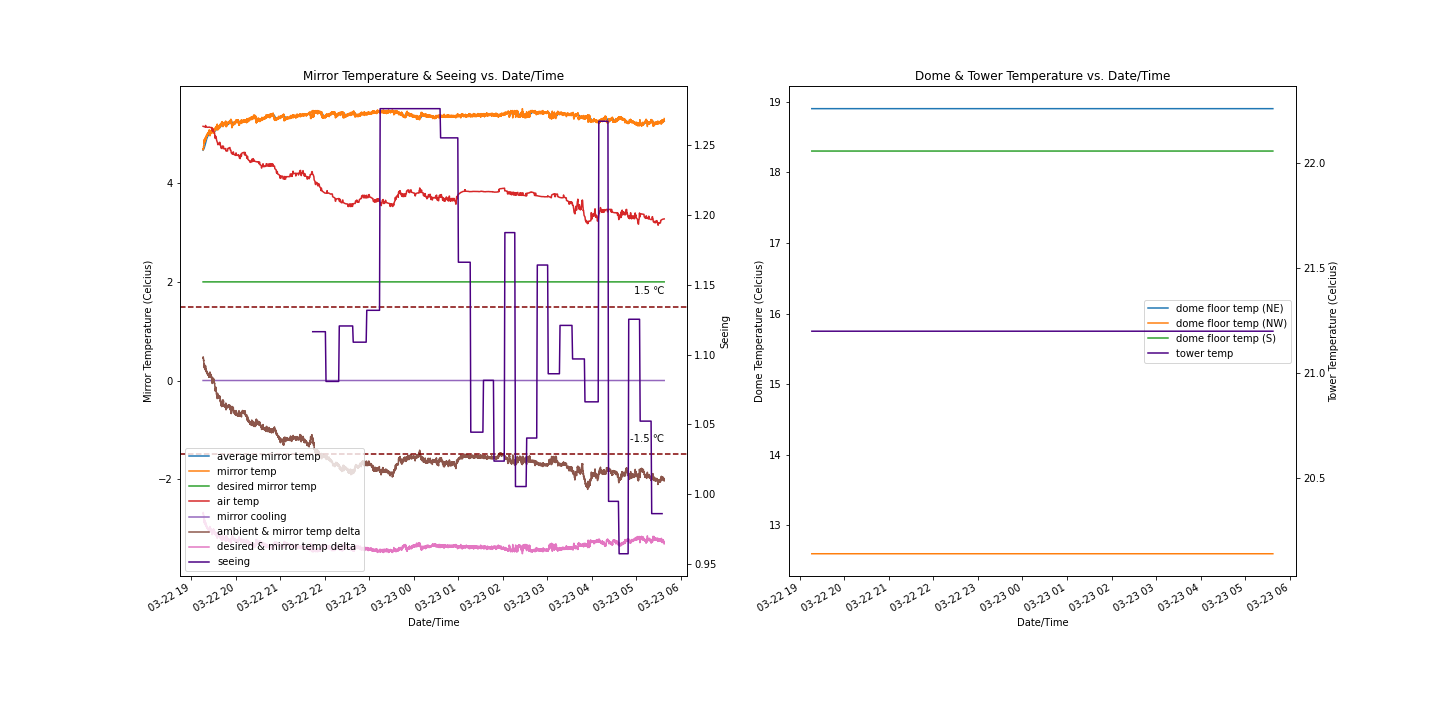 Mirror Temperature & Seeing vs. Date/Time
Mirror Temperature (Celcius)
4
2
0
−2
1.5 °C
-1.5 °C
average mirror temp
mirror temp
desired mirror temp
air temp
mirror cooling
ambient & mirror temp delta
desired & mirror temp delta
seeing
1.25
1.20
1.15
1.10
1.05
1.00
0.95
Seeing
03-22 19
03-22 20
03-22 21
03-22 22
03-22 23
03-23 00
03-23 01
03-23 02
03-23 03
03-23 04
03-23 05
03-23 06
Date/Time
Dome & Tower Temperature vs. Date/Time
Dome Temperature (Celcius)
19
18
17
16
15
14
13
dome floor temp (NE)
dome floor temp (NW)
dome floor temp (S)
tower temp
22.0
21.5
21.0
20.5
Tower Temperature (Celcius)
03-22 19
03-22 20
03-22 21
03-22 22
03-22 23
03-23 00
03-23 01
03-23 02
03-23 03
03-23 04
03-23 05
03-23 06
Date/Time